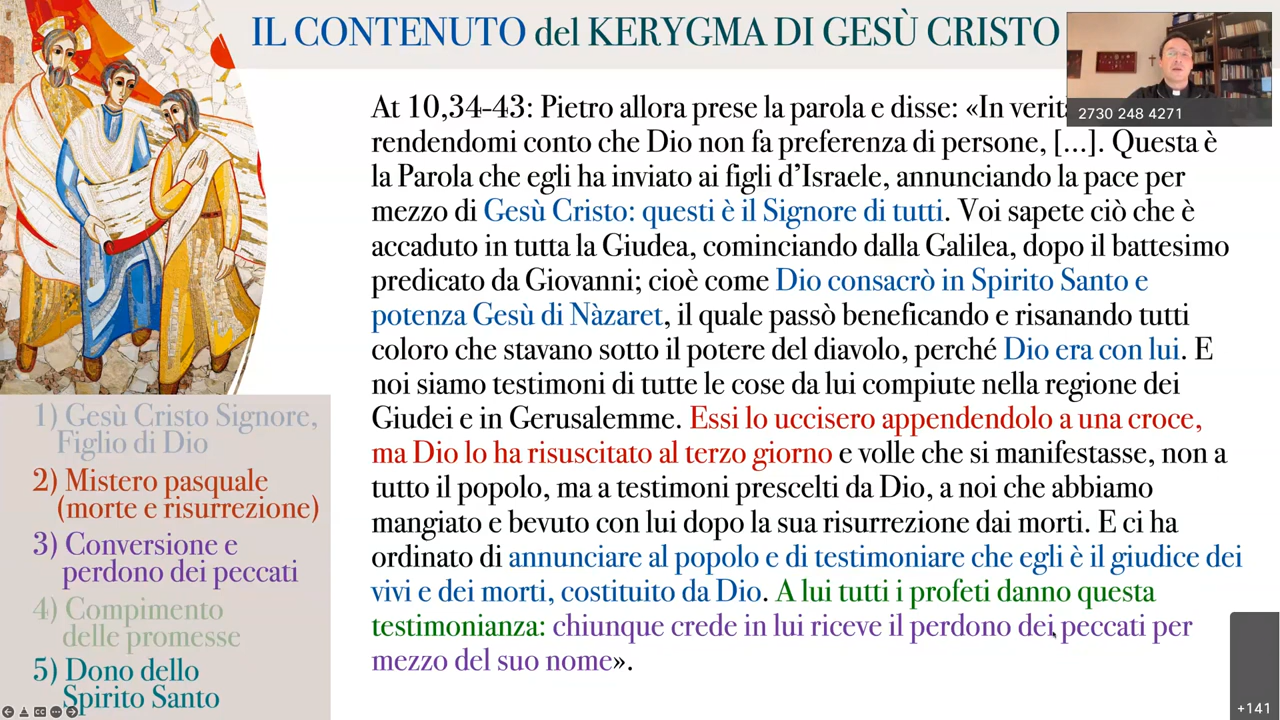 IL CONTENUTO del KERYGMA DI GESÙ CRISTO
2730 248 4271
At 10,34-43: Pietro allora prese la parola e disse: «In
rendendomi conto che Dio non fa preferenza di persone, [...]. Questa è
la Parola che egli ha inviato ai figli d’Israele, annunciando la pace per
mezzo di Gesù Cristo: questi è il Signore di tutti. Voi sapete ciò che è
accaduto in tutta la Giudea, cominciando dalla Galilea, dopo il battesimo
predicato da Giovanni; cioè come Dio consacrò in Spirito Santo e
potenza Gesù di Nàzaret, il quale passò beneficando e risanando tutti
coloro che stavano sotto il potere del diavolo, perché Dio era con lui. E
noi siamo testimoni di tutte le cose da lui compiute nella regione dei
Giudei e in Gerusalemme. Essi lo uccisero appendendolo a una croce,
ma Dio lo ha risuscitato al terzo giorno e volle che si manifestasse, non a
tutto il popolo, ma a testimoni prescelti da Dio, a noi che abbiamo
mangiato e bevuto con lui dopo la sua risurrezione dai morti. E ci ha
ordinato di annunciare al popolo e di testimoniare che egli è il giudice dei
vivi e dei morti, costituito da Dio. A lui tutti i profeti danno questa
testimonianza: chiunque crede in lui riceve il perdono dei peccati per
mezzo del suo nome».
1) Gesù Cristo Signore,
Figlio di Dio
2) Mistero pasquale
(morte e risurrezione)
3) Conversione e
perdono dei peccati
4) Compimento
delle promesse
5) Dono dello
Spirito Santo
+141